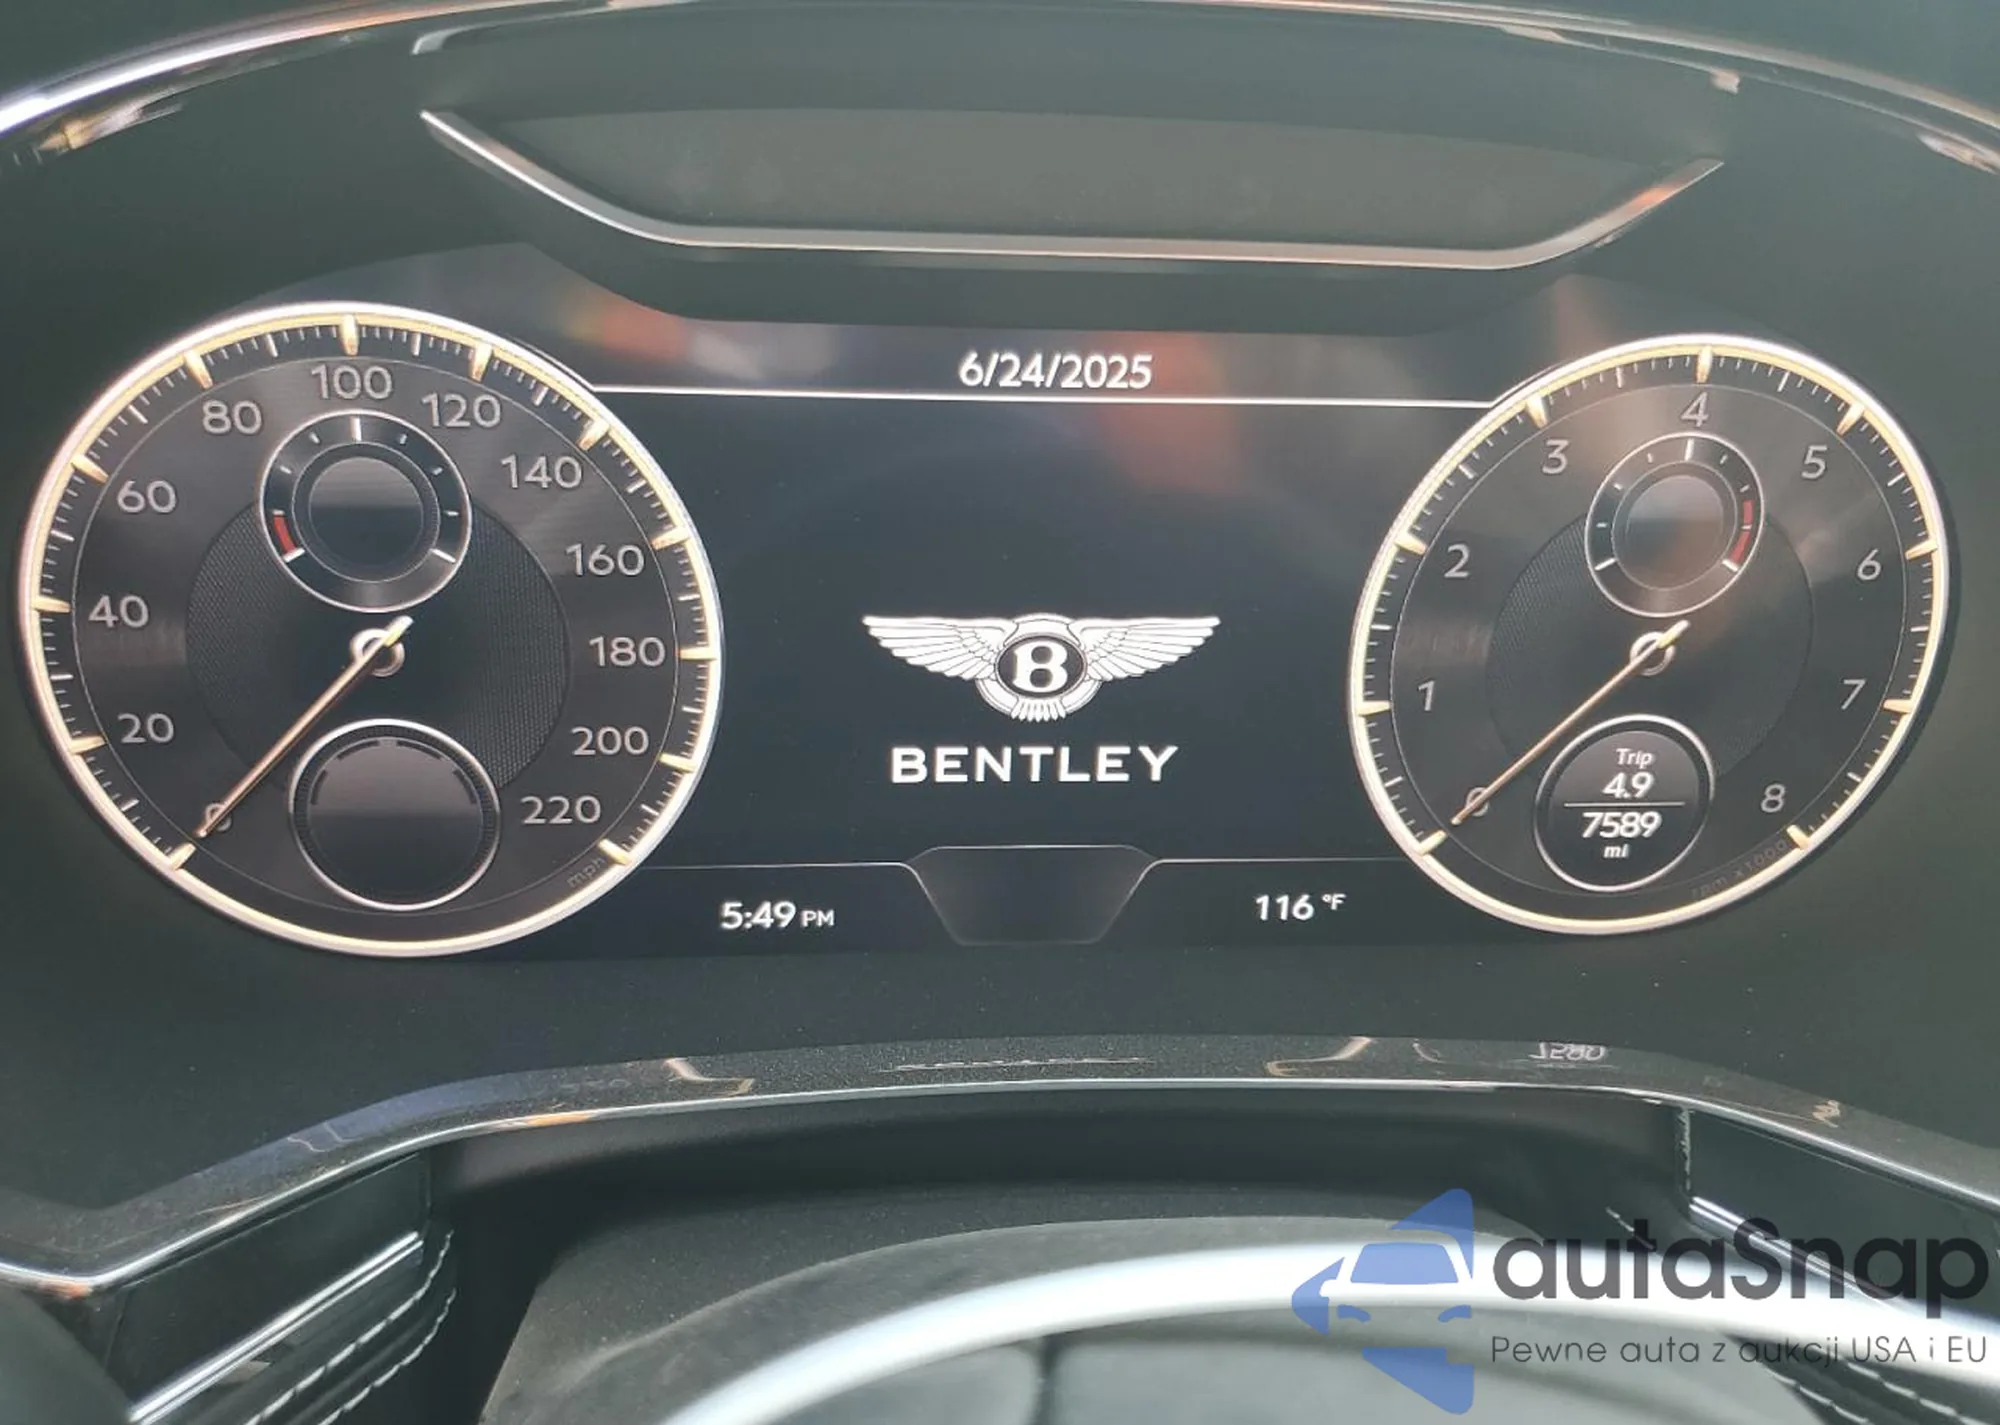 6/24/2025
0
20
40
60
80
100
120
140
160
180
200
220
mph
B
BENTLEY
0
1
2
3
4
5
6
7
8
rpm x1000
Trip
4.9
7589
mi
5:49 PM
116 °F
autaSnap
Pewne auta z aukcji USA i EU